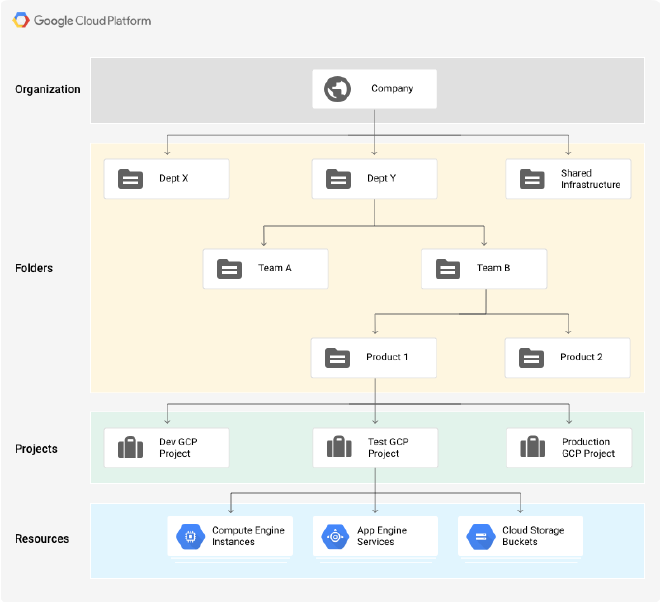 Google Cloud Platform
Organization
Company
Dept X
Dept Y
Shared
Infrastructure
Folders
Team A
Team B
Product 1
Product 2
Projects
Dev GCP
Project
Test GCP
Project
Production
GCP Project
Resources
Compute Engine
Instances
App Engine
Services
Cloud Storage
Buckets